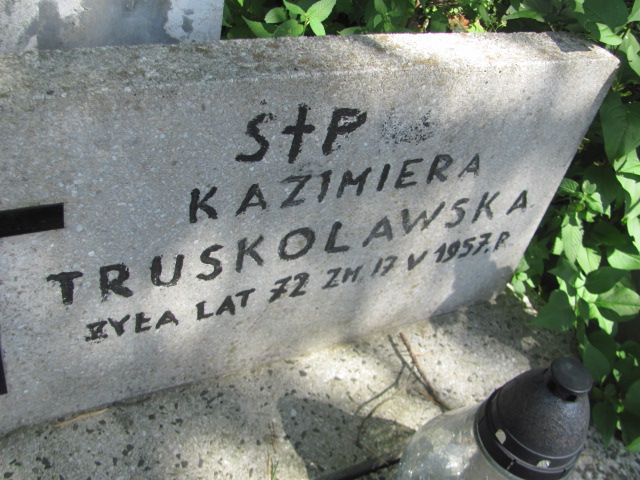 S†P
KAZIMIERA
TRUSKOLAWSKA
ŻYŁA LAT 72 ZM. 17 V 1957.R